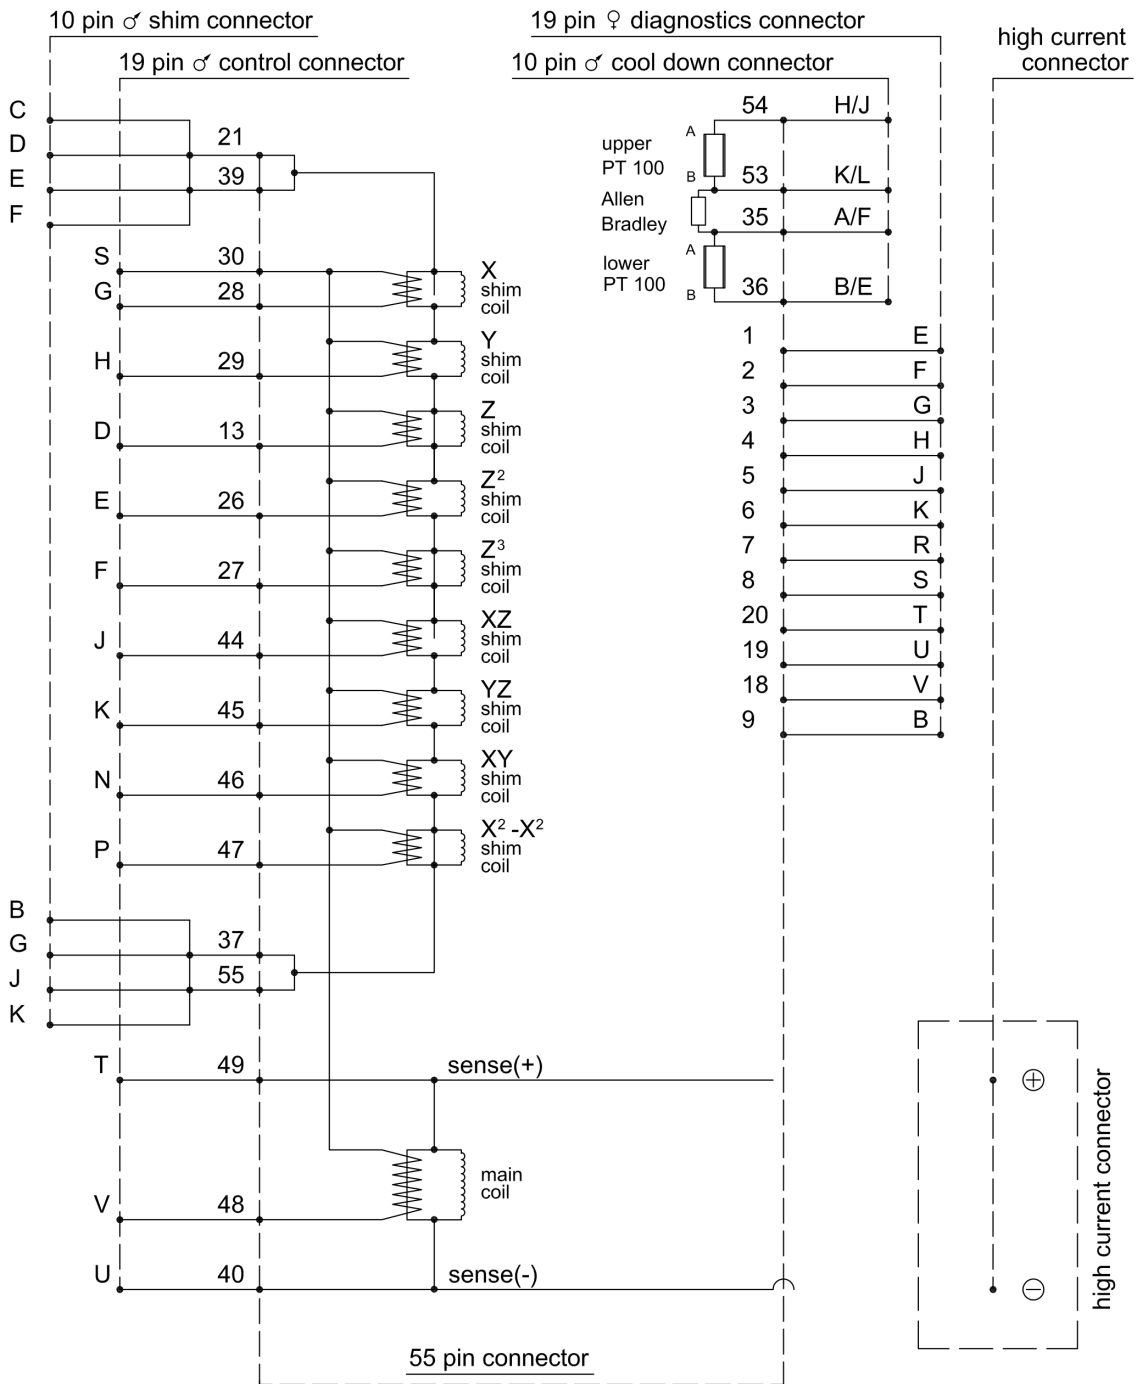 10 pin ♂ shim connector
19 pin ♂ control connector
19 pin ♀ diagnostics connector
10 pin ♂ cool down connector
high current
connector
C
D 21
E 39
F
S 30
G 28
X
shim
coil
H 29
Y
shim
coil
D 13
Z
shim
coil
E 26
Z²
shim
coil
F 27
Z³
shim
coil
J 44
XZ
shim
coil
K 45
YZ
shim
coil
N 46
XY
shim
coil
P 47
X² -X²
shim
coil
B
G 37
J 55
K
T 49 sense(+)
main
coil
V 48
U 40 sense(-)
55 pin connector
54 H/J
A
upper
PT 100
B
53 K/L
Allen
Bradley
35 A/F
A
lower
PT 100
B
36 B/E
1 E
2 F
3 G
4 H
5 J
6 K
7 R
8 S
20 T
19 U
18 V
9 B
+
−
high current connector